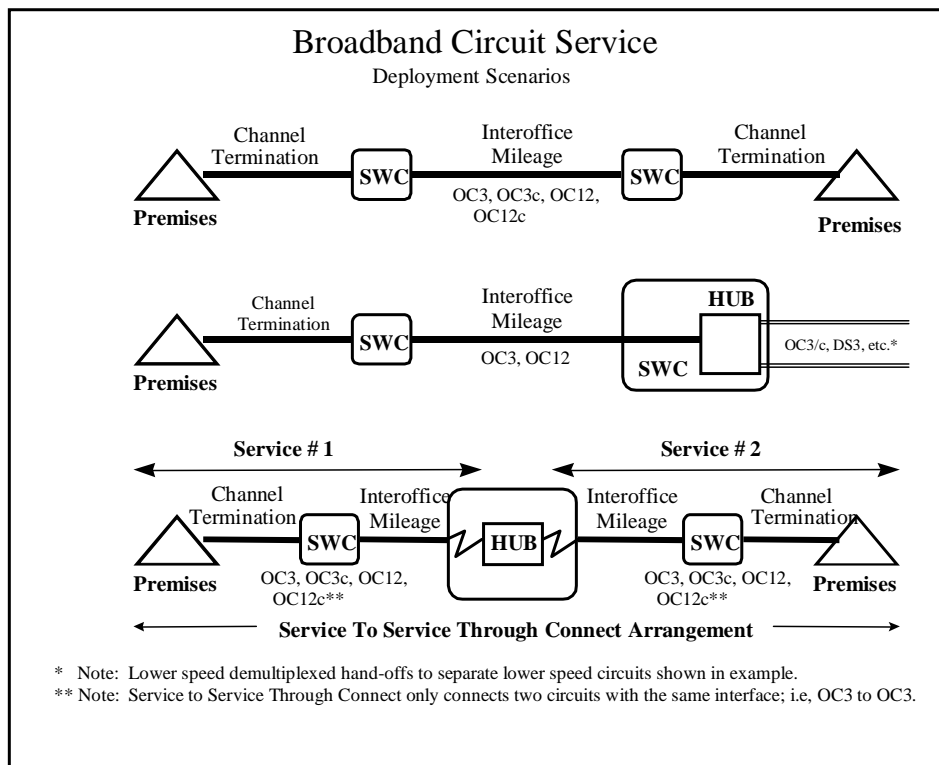 Broadband Circuit Service
Deployment Scenarios
Channel
Termination
Interoffice
Mileage
Channel
Termination
SWC
SWC
Premises
OC3, OC3c, OC12,
OC12c
Premises
Channel
Termination
Interoffice
Mileage
HUB
SWC
OC3, OC12
SWC
OC3/c, DS3, etc.*
Premises
Service # 1
Service # 2
Channel
Termination
Interoffice
Mileage
Interoffice
Mileage
Channel
Termination
SWC
HUB
SWC
Premises
OC3, OC3c, OC12,
OC12c**
OC3, OC3c, OC12,
OC12c**
Premises
Service To Service Through Connect Arrangement
* Note: Lower speed demultiplexed hand-offs to separate lower speed circuits shown in example.
** Note: Service to Service Through Connect only connects two circuits with the same interface; i.e, OC3 to OC3.